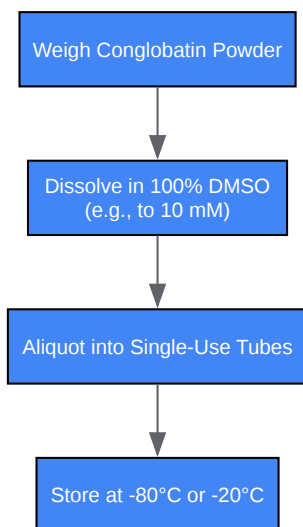 Weigh Conglobatin Powder
Dissolve in 100% DMSO
(e.g., to 10 mM)
Aliquot into Single-Use Tubes
Store at -80°C or -20°C